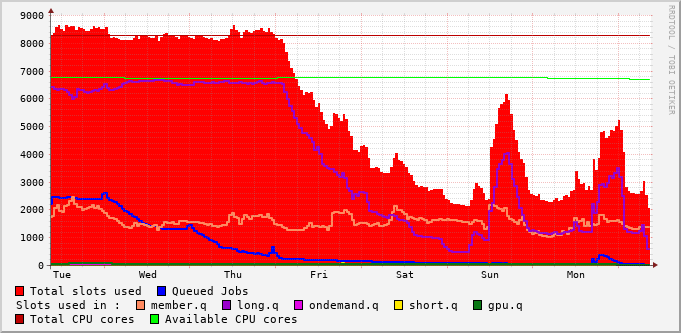 9000
8000
7000
6000
5000
4000
3000
2000
1000
0
Tue Wed Thu Fri Sat Sun Mon
RRDTOOL / TOBI OETIKER
Total slots used Queued Jobs
Slots used in : member.q long.q ondemand.q short.q gpu.q
Total CPU cores Available CPU cores